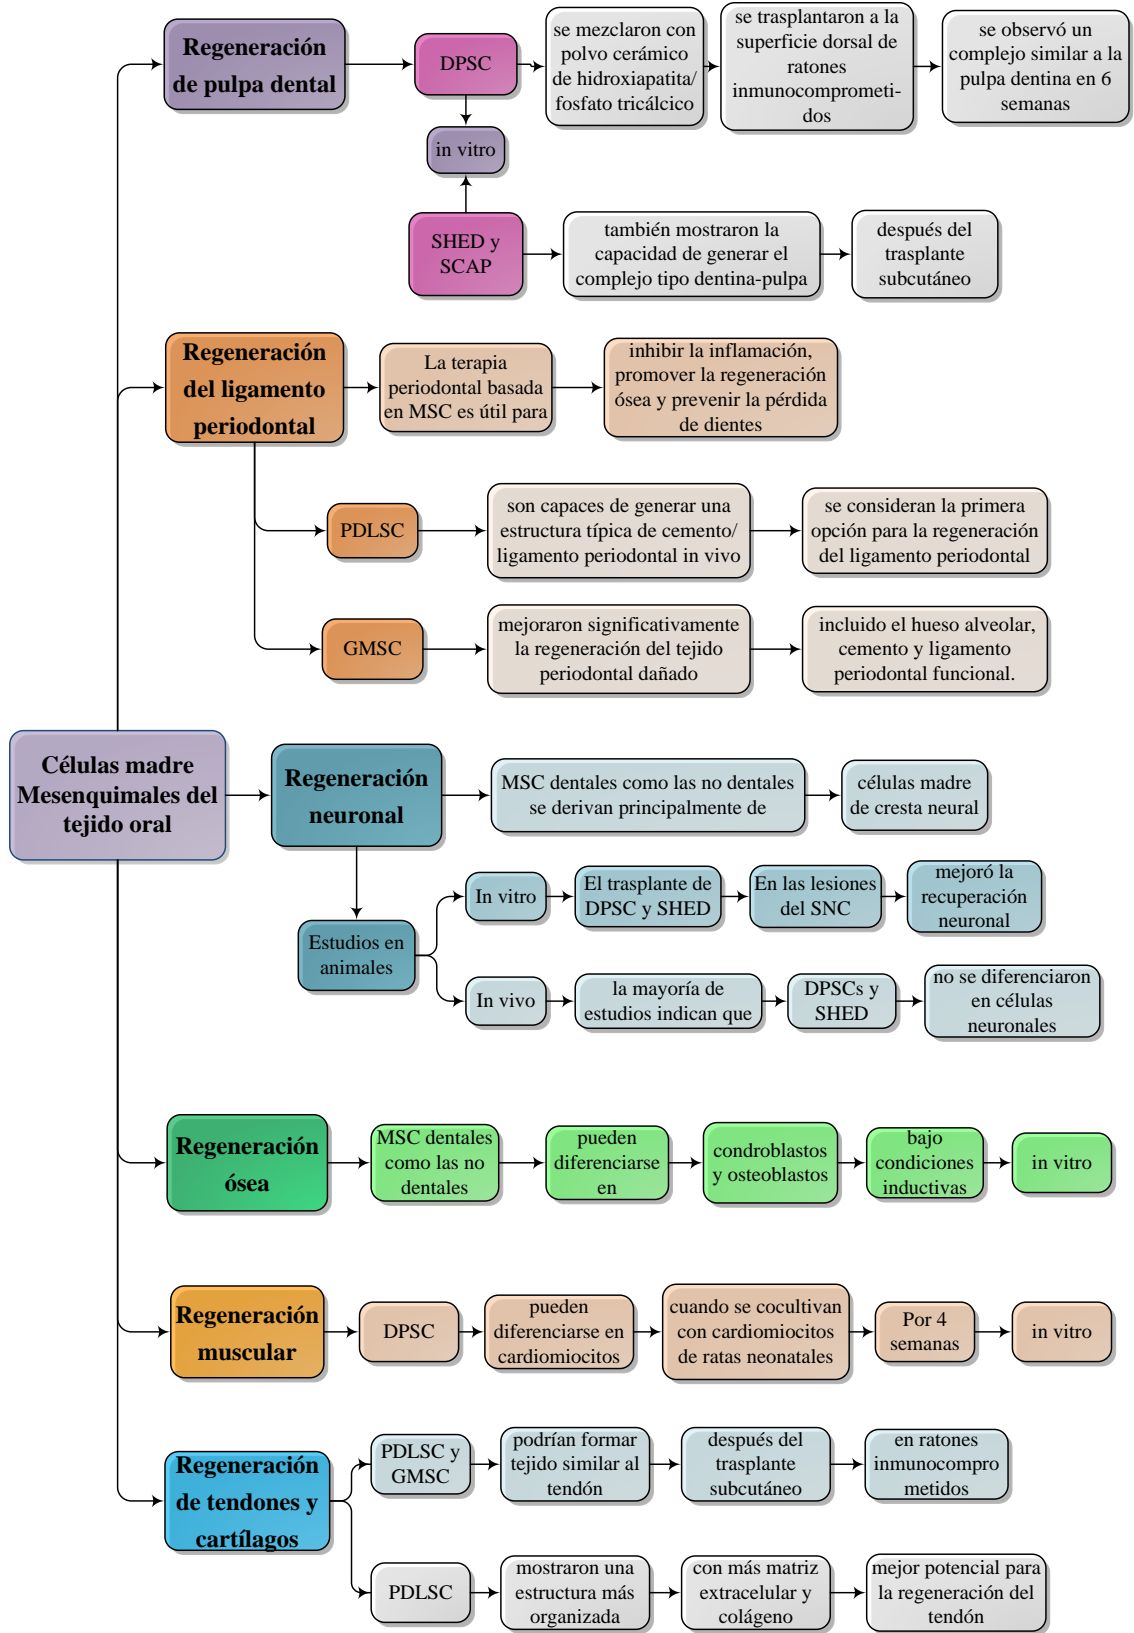 Regeneración
de pulpa dental
DPSC
se mezclaron con
polvo cerámico
de hidroxiapatita/
fosfato tricálcico
se trasplantaron a la
superficie dorsal de
ratones
inmunocomprometi-
dos
se observó un
complejo similar a la
pulpa dentina en 6
semanas
in vitro
SHED y
SCAP
también mostraron la
capacidad de generar el
complejo tipo dentina-pulpa
después del
trasplante
subcutáneo
Regeneración
del ligamento
periodontal
La terapia
periodontal basada
en MSC es útil para
inhibir la inflamación,
promover la regeneración
ósea y prevenir la pérdida
de dientes
PDLSC
son capaces de generar una
estructura típica de cemento/
ligamento periodontal in vivo
se consideran la primera
opción para la regeneración
del ligamento periodontal
GMSC
mejoraron significativamente
la regeneración del tejido
periodontal dañado
incluido el hueso alveolar,
cemento y ligamento
periodontal funcional.
Células madre
Mesenquimales del
tejido oral
Regeneración
neuronal
MSC dentales como las no dentales
se derivan principalmente de
células madre
de cresta neural
Estudios en
animales
In vitro
El trasplante de
DPSC y SHED
En las lesiones
del SNC
mejoró la
recuperación
neuronal
In vivo
la mayoría de
estudios indican que
DPSCs y
SHED
no se diferenciaron
en células
neuronales
Regeneración
ósea
MSC dentales
como las no
dentales
pueden
diferenciarse
en
condroblastos
y osteoblastos
bajo
condiciones
inductivas
in vitro
Regeneración
muscular
DPSC
pueden
diferenciarse en
cardiomiocitos
cuando se cocultivan
con cardiomiocitos
de ratas neonatales
Por 4
semanas
in vitro
Regeneración
de tendones y
cartílagos
PDLSC y
GMSC
podrían formar
tejido similar al
tendón
después del
trasplante
subcutáneo
en ratones
inmunocompro
metidos
PDLSC
mostraron una
estructura más
organizada
con más matriz
extracelular y
colágeno
mejor potencial para
la regeneración del
tendón